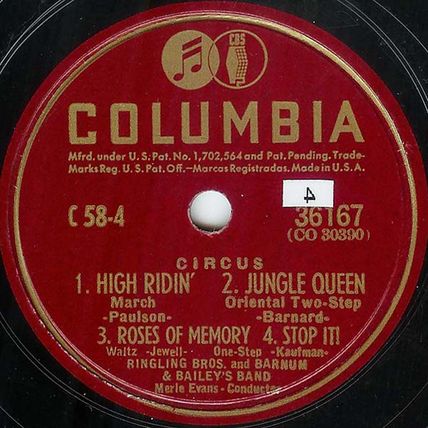 CBS
COLUMBIA
Mfrd. under U.S. Pat. No. 1,702,564 and Pat. Pending. Trade-
Marks Reg. U.S. Pat. Off.—Marcas Registradas. Made in U.S.A.
4
C 58-4
36167
(CO 30390)
CIRCUS
1. HIGH RIDIN' 2. JUNGLE QUEEN
March Oriental Two-Step
-Paulson- -Barnard-
3. ROSES OF MEMORY 4. STOP IT!
Waltz -Jewell- One-Step -Kaufman-
RINGLING BROS. and BARNUM
& BAILEY'S BAND
Merle Evans-Conductor